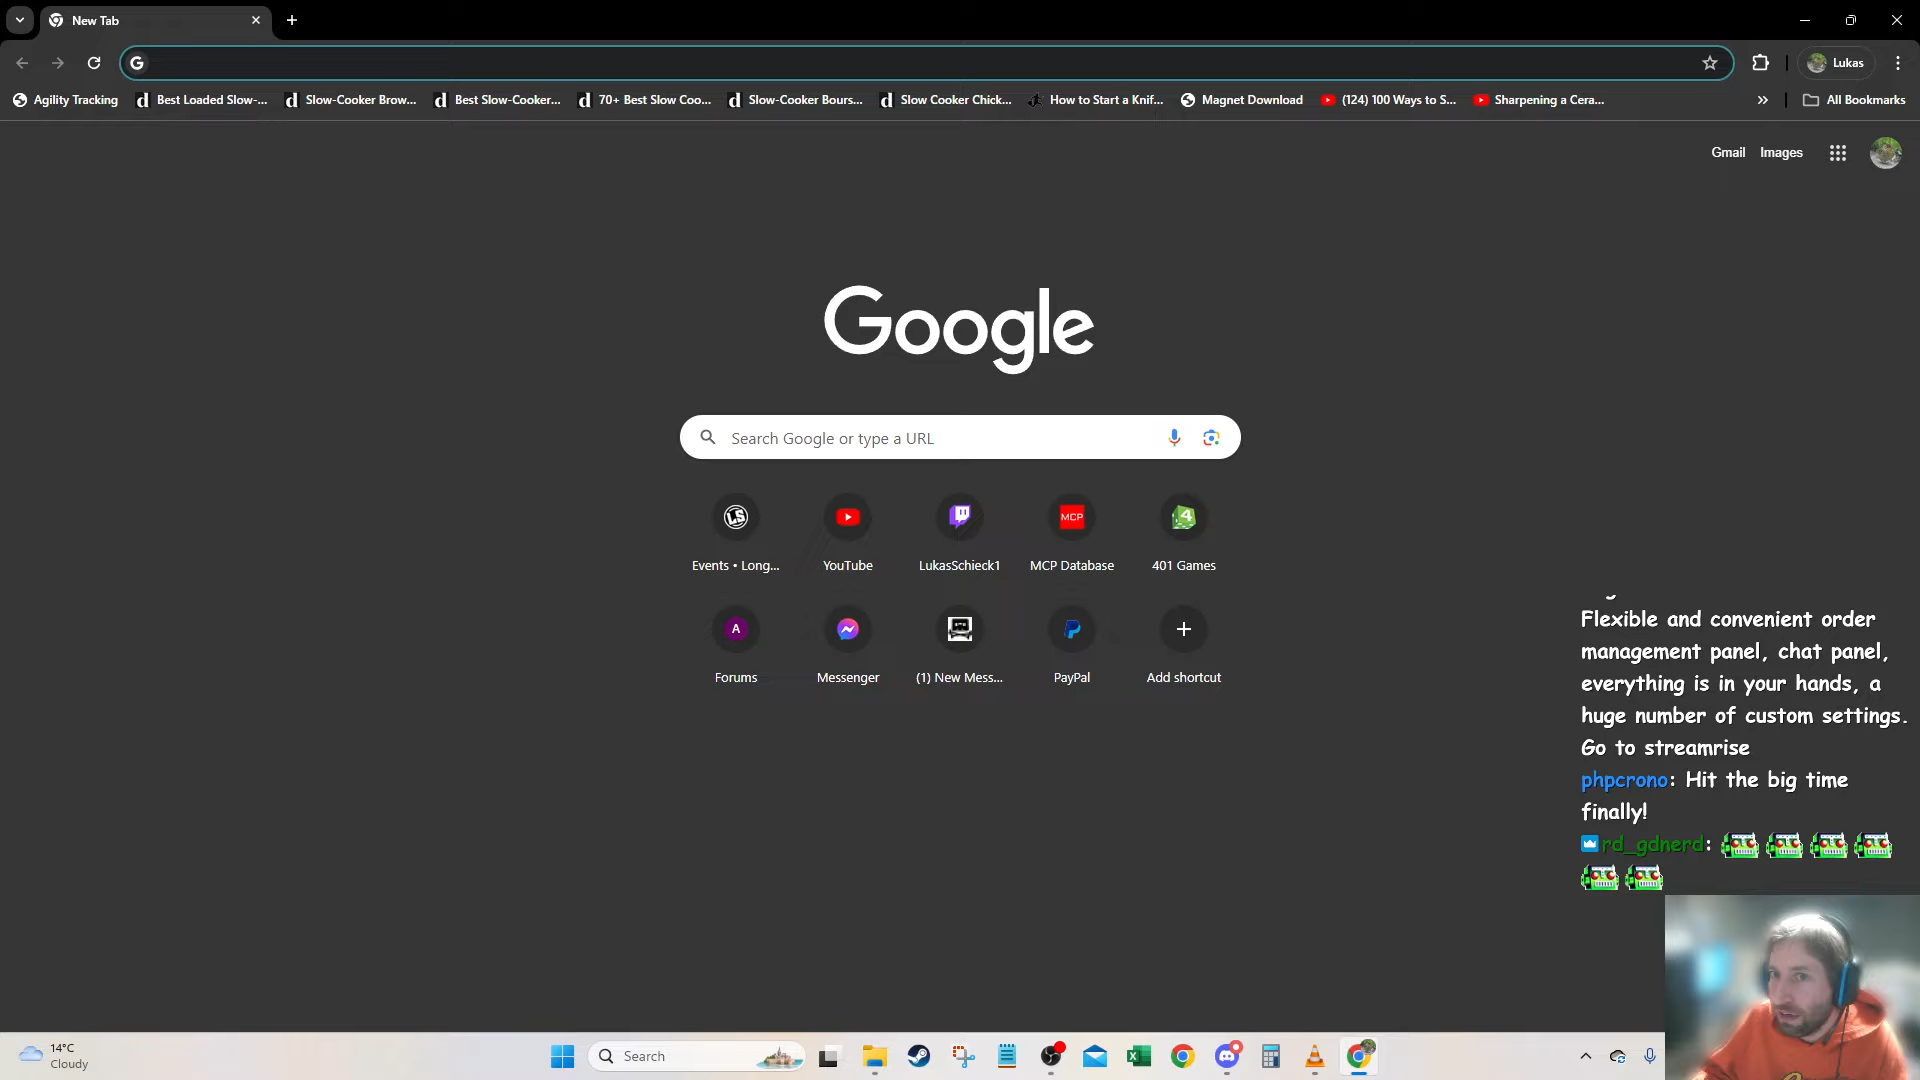 New Tab
Lukas
Agility Tracking
Best Loaded Slow-...
Slow-Cooker Brow...
Best Slow-Cooker...
70+ Best Slow Coo...
Slow-Cooker Bours...
Slow Cooker Chick...
How to Start a Knif...
Magnet Download
(124) 100 Ways to S...
Sharpening a Cera...
All Bookmarks
Gmail Images
Google
Search Google or type a URL
LS
MCP
4
Events • Long...
YouTube
LukasSchieck1
MCP Database
401 Games
A
Forums
Messenger
(1) New Mess...
PayPal
Add shortcut
Flexible and convenient order
management panel, chat panel,
everything is in your hands, a
huge number of custom settings.
Go to streamrise
phpcrono: Hit the big time
finally!
rd_gdnerd:
14°C
Cloudy
Search